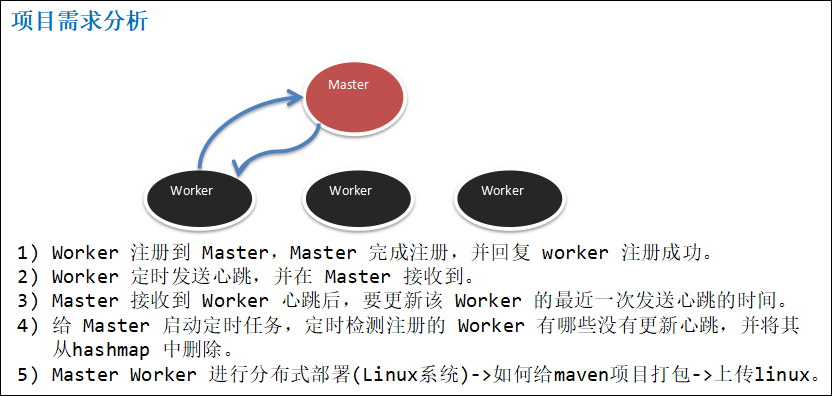 项目需求分析
Master
Worker
Worker
Worker
1) Worker 注册到 Master，Master 完成注册，并回复 worker 注册成功。
2) Worker 定时发送心跳，并在 Master 接收到。
3) Master 接收到 Worker 心跳后，要更新该 Worker 的最近一次发送心跳的时间。
4) 给 Master 启动定时任务，定时检测注册的 Worker 有哪些没有更新心跳，并将其
从hashmap 中删除。
5) Master Worker 进行分布式部署(Linux系统)->如何给maven项目打包->上传linux。